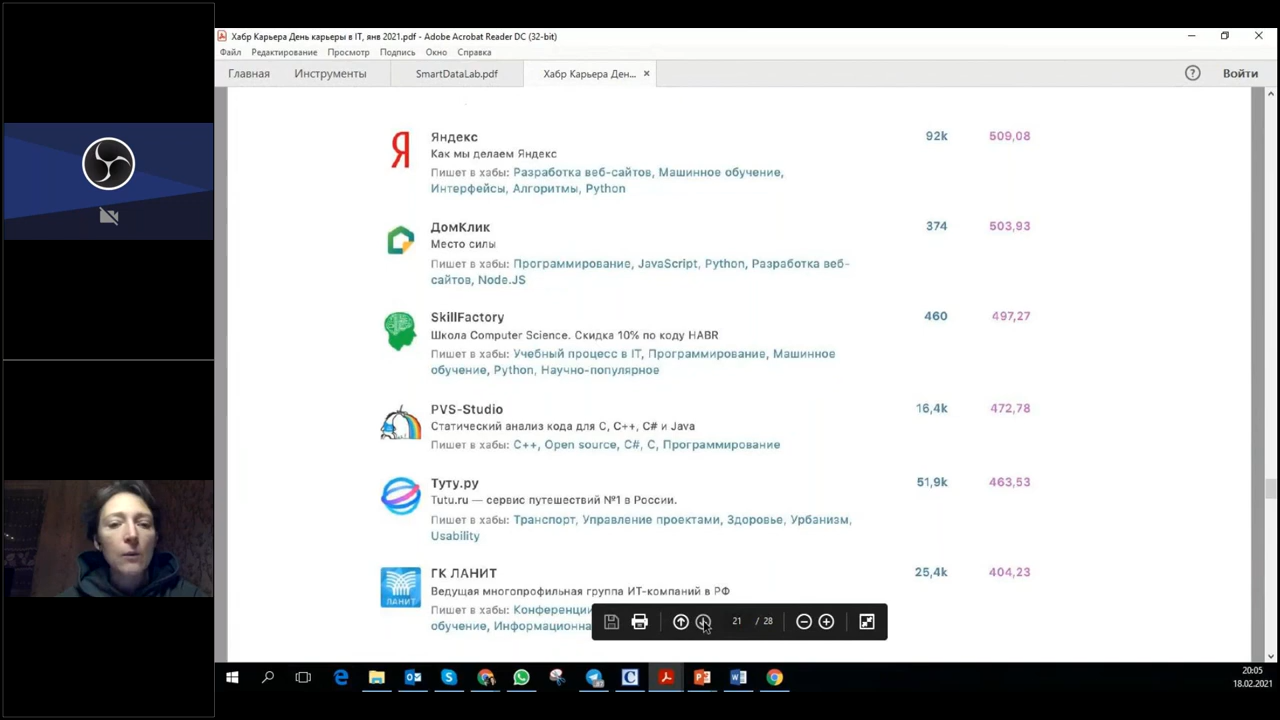 Хабр Карьера День карьеры в IT, янв 2021.pdf - Adobe Acrobat Reader DC (32-bit)
Файл Редактирование Просмотр Подпись Окно Справка
Главная Инструменты SmartDataLab.pdf Хабр Карьера Ден... × ? Войти
Я Яндекс 92k 509,08
Как мы делаем Яндекс
Пишет в хабы: Разработка веб-сайтов, Машинное обучение,
Интерфейсы, Алгоритмы, Python
ДомКлик 374 503,93
Место силы
Пишет в хабы: Программирование, JavaScript, Python, Разработка веб-
сайтов, Node.JS
SkillFactory 460 497,27
Школа Computer Science. Скидка 10% по коду HABR
Пишет в хабы: Учебный процесс в IT, Программирование, Машинное
обучение, Python, Научно-популярное
PVS-Studio 16,4k 472,78
Статический анализ кода для C, C++, C# и Java
Пишет в хабы: C++, Open source, C#, C, Программирование
Туту.ру 51,9k 463,53
Tutu.ru — сервис путешествий №1 в России.
Пишет в хабы: Транспорт, Управление проектами, Здоровье, Урбанизм,
Usability
ГК ЛАНИТ 25,4k 404,23
Ведущая многопрофильная группа ИТ-компаний в РФ
ЛАНИТ
Пишет в хабы: Конференции
обучение, Информационна
21 / 28
20:05
18.02.2021